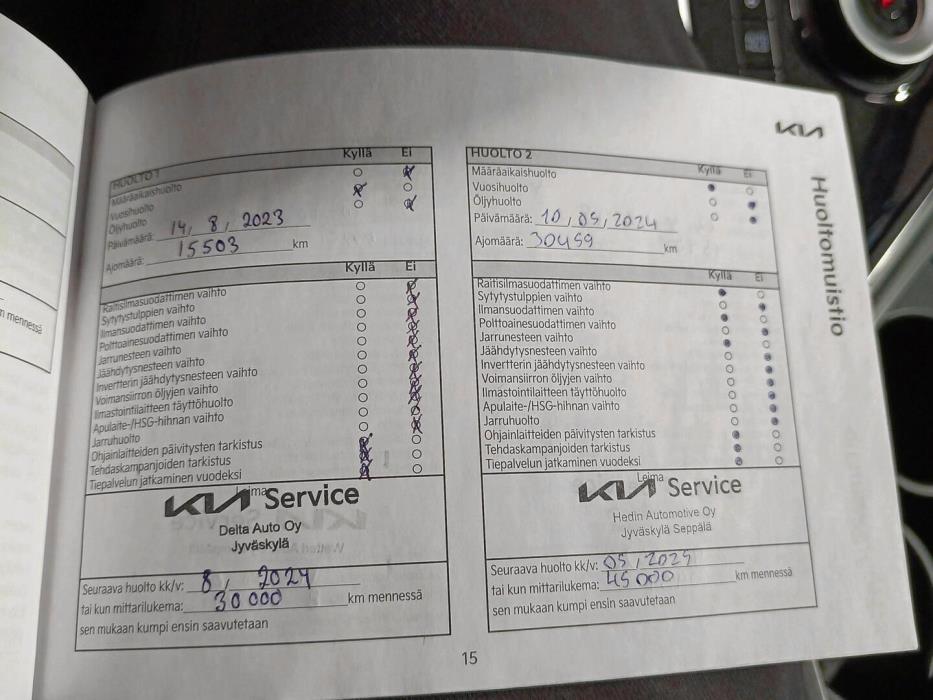 n mennessä
KIA
Huoltomuistio
HUOLTO 1 Kyllä Ei
Määräaikaishuolto
Vuosihuolto
Öljyhuolto
Päivämäärä: 14, 8, 2023
Ajomäärä: 15503 km
Kyllä Ei
Raitisilmasuodattimen vaihto
Sytytystulppien vaihto
Ilmansuodattimen vaihto
Polttoainesuodattimen vaihto
Jarrunesteen vaihto
Jäähdytysnesteen vaihto
Invertterin jäähdytysnesteen vaihto
Voimansiirron öljyjen vaihto
Ilmastointilaitteen täyttöhuolto
Apulaite-/HSG-hihnan vaihto
Jarruhuolto
Ohjainlaitteiden päivitysten tarkistus
Tehdaskampanjoiden tarkistus
Tiepalvelun jatkaminen vuodeksi
Leima
KIA Service
Delta Auto Oy
Jyväskylä
Seuraava huolto kk/v: 8, 2024
tai kun mittarilukema: 30 000 km mennessä
sen mukaan kumpi ensin saavutetaan
HUOLTO 2 Kyllä Ei
Määräaikaishuolto
Vuosihuolto
Öljyhuolto
Päivämäärä: 10, 05, 2024
Ajomäärä: 30459 km
Kyllä Ei
Raitisilmasuodattimen vaihto
Sytytystulppien vaihto
Ilmansuodattimen vaihto
Polttoainesuodattimen vaihto
Jarrunesteen vaihto
Jäähdytysnesteen vaihto
Invertterin jäähdytysnesteen vaihto
Voimansiirron öljyjen vaihto
Ilmastointilaitteen täyttöhuolto
Apulaite-/HSG-hihnan vaihto
Jarruhuolto
Ohjainlaitteiden päivitysten tarkistus
Tehdaskampanjoiden tarkistus
Tiepalvelun jatkaminen vuodeksi
Leima
KIA Service
Hedin Automotive Oy
Jyväskylä Seppälä
Seuraava huolto kk/v: 05, 2025
tai kun mittarilukema: 45000 km mennessä
sen mukaan kumpi ensin saavutetaan
15